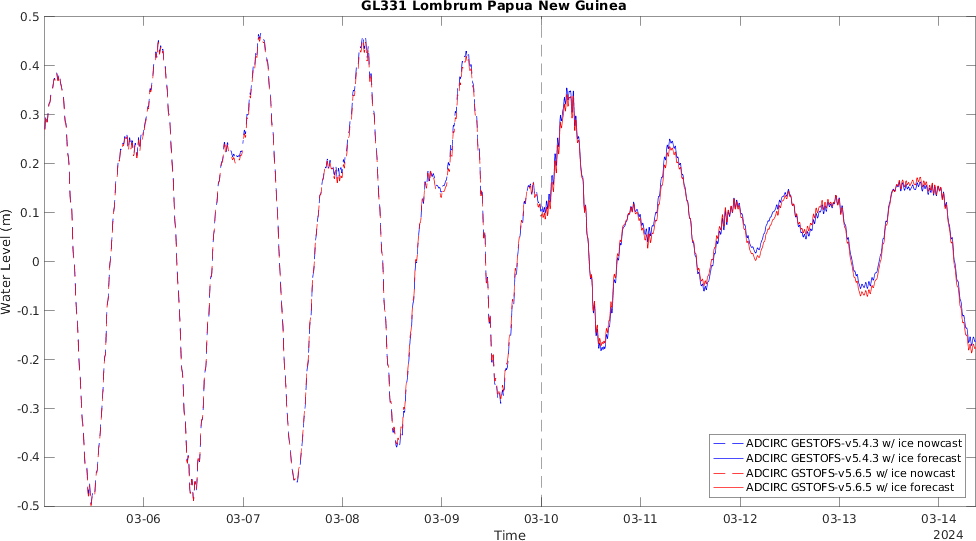 GL331 Lombrum Papua New Guinea
0.5
0.4
0.3
0.2
0.1
0
-0.1
-0.2
-0.3
-0.4
-0.5
Water Level (m)
03-06 03-07 03-08 03-09 03-10 03-11 03-12 03-13 03-14
Time
2024
ADCIRC GESTOFS-v5.4.3 w/ ice nowcast
ADCIRC GESTOFS-v5.4.3 w/ ice forecast
ADCIRC GSTOFS-v5.6.5 w/ ice nowcast
ADCIRC GSTOFS-v5.6.5 w/ ice forecast